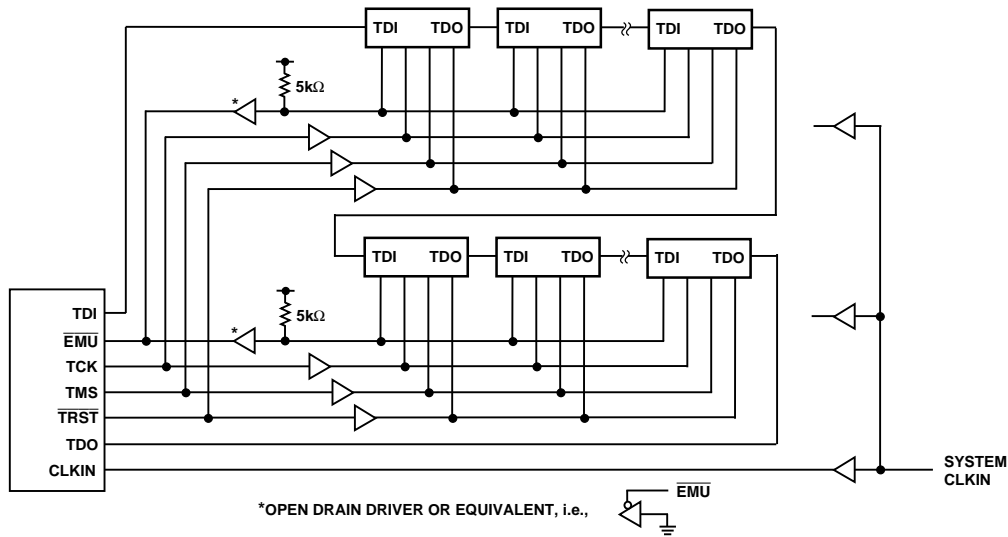 TDI TDO TDI TDO TDI TDO
5kΩ
*
TDI TDO TDI TDO TDI TDO
5kΩ
*
TDI
EMU
TCK
TMS
TRST
TDO
CLKIN
SYSTEM
CLKIN
*OPEN DRAIN DRIVER OR EQUIVALENT, i.e.,
EMU